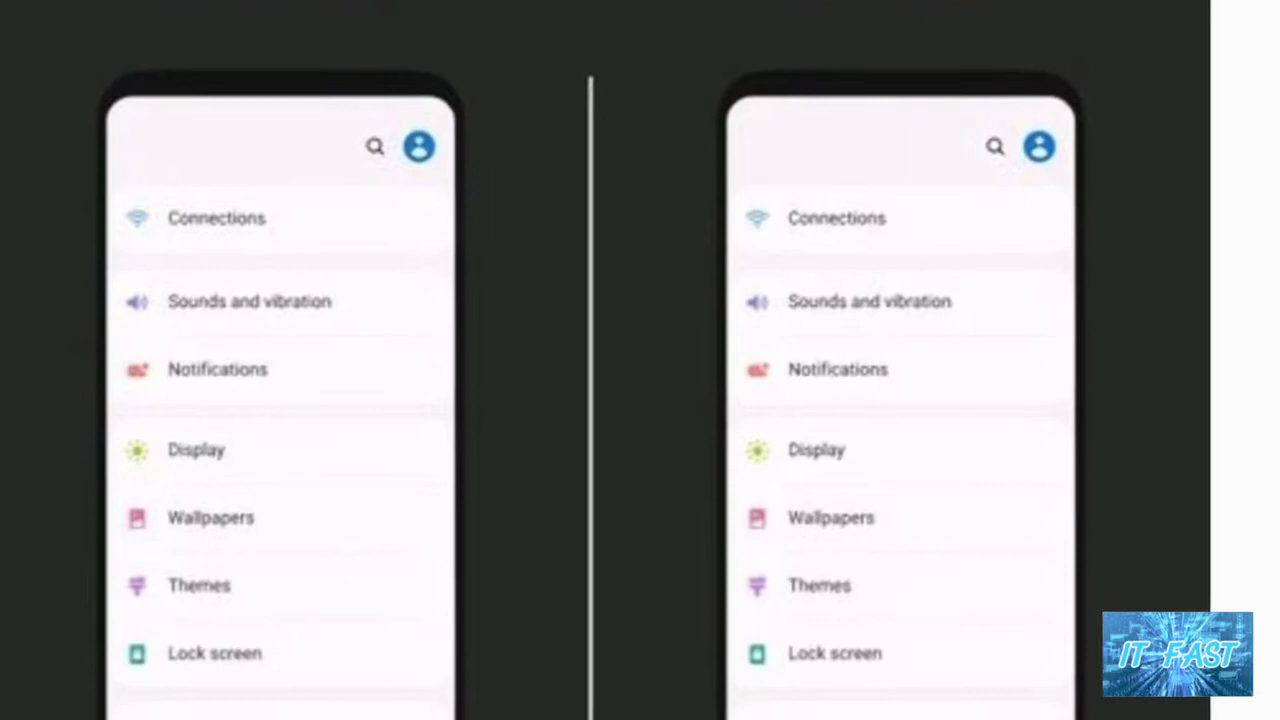 Connections
Sounds and vibration
Notifications
Display
Wallpapers
Themes
Lock screen
Connections
Sounds and vibration
Notifications
Display
Wallpapers
Themes
Lock screen
IT FAST